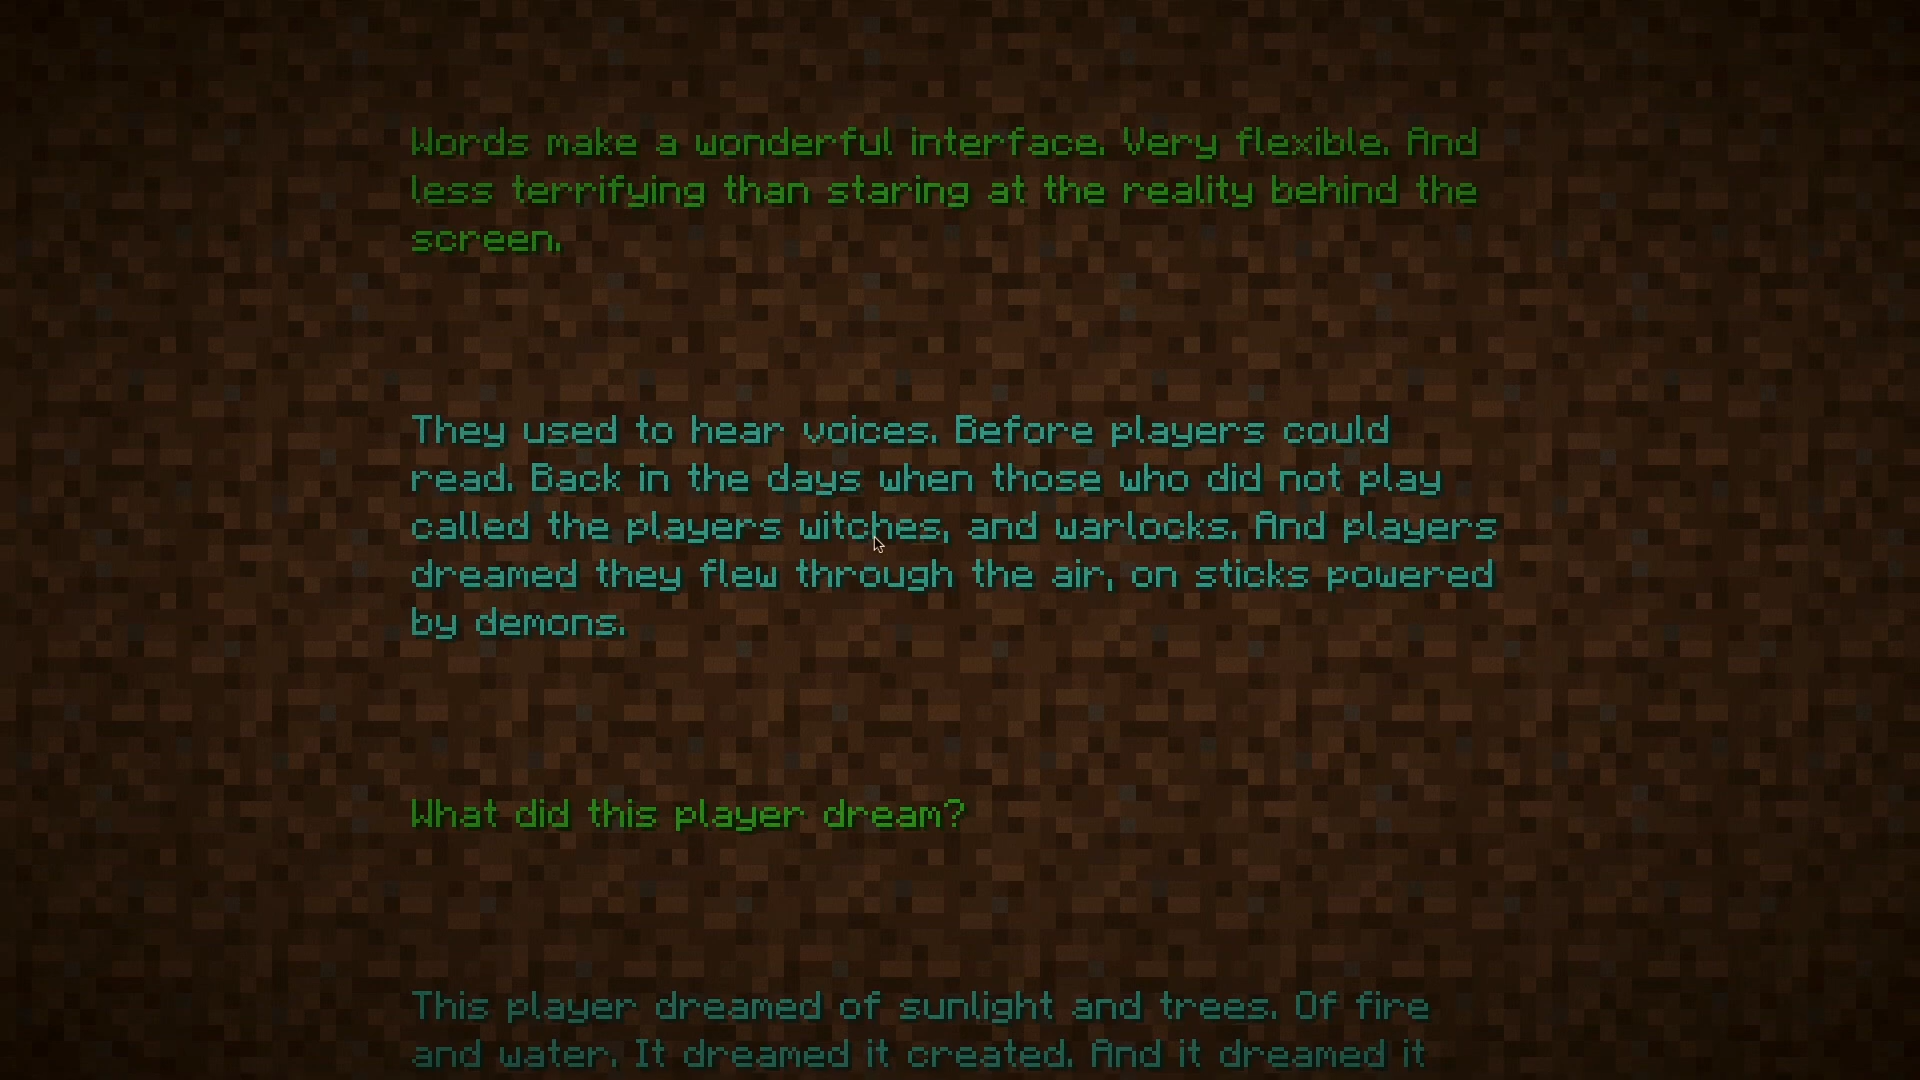 Words make a wonderful interface. Very flexible. And
less terrifying than staring at the reality behind the
screen.
They used to hear voices. Before players could
read. Back in the days when those who did not play
called the players witches, and warlocks. And players
dreamed they flew through the air, on sticks powered
by demons.
What did this player dream?
This player dreamed of sunlight and trees. Of fire
and water. It dreamed it created. And it dreamed it